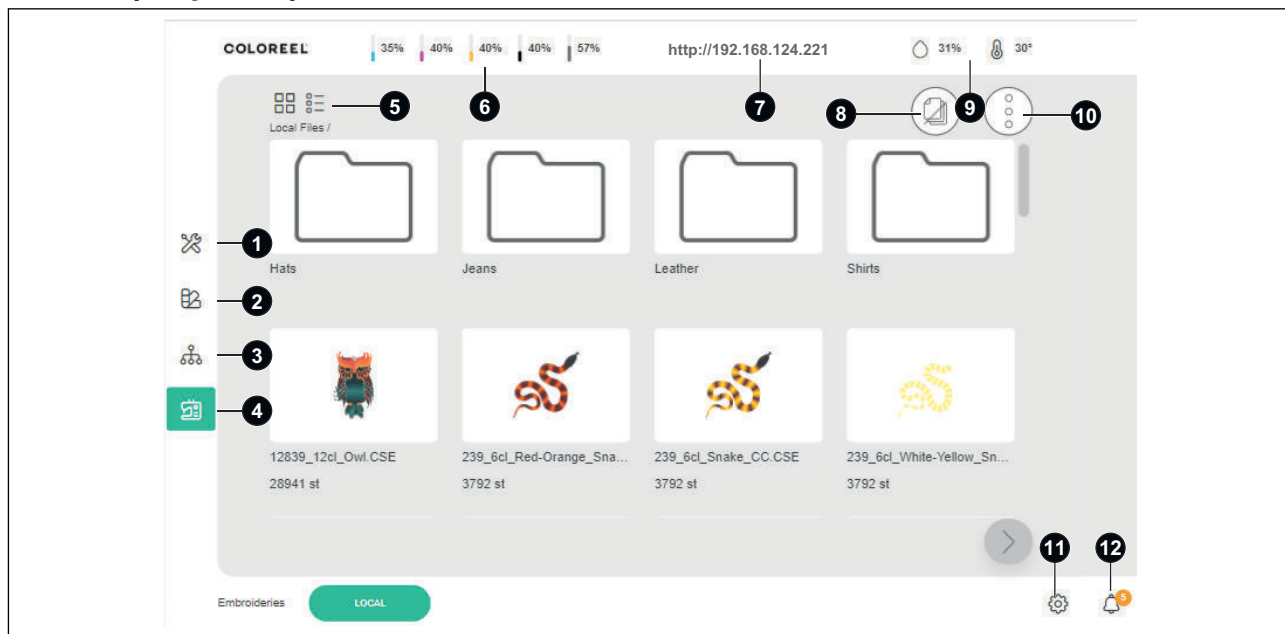 COLOREEL 35% 40% 40% 40% 57% http://192.168.124.221 31% 30°
5 6 7 8 9 10
Local Files /
1
Hats Jeans Leather Shirts
2
3
4
12839_12cl_Owl.CSE 239_6cl_Red-Orange_Sna... 239_6cl_Snake_CC.CSE 239_6cl_White-Yellow_Sn...
28941 st 3792 st 3792 st 3792 st
11 12
Embroideries LOCAL 5